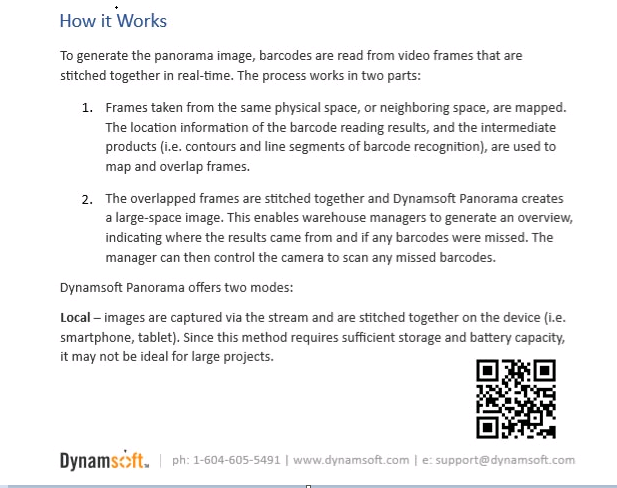 How it Works
To generate the panorama image, barcodes are read from video frames that are
stitched together in real-time. The process works in two parts:
1. Frames taken from the same physical space, or neighboring space, are mapped.
The location information of the barcode reading results, and the intermediate
products (i.e. contours and line segments of barcode recognition), are used to
map and overlap frames.
2. The overlapped frames are stitched together and Dynamsoft Panorama creates
a large-space image. This enables warehouse managers to generate an overview,
indicating where the results came from and if any barcodes were missed. The
manager can then control the camera to scan any missed barcodes.
Dynamsoft Panorama offers two modes:
Local – images are captured via the stream and are stitched together on the device (i.e.
smartphone, tablet). Since this method requires sufficient storage and battery capacity,
it may not be ideal for large projects.
Dynamsoft | ph: 1-604-605-5491 | www.dynamsoft.com | e: support@dynamsoft.com